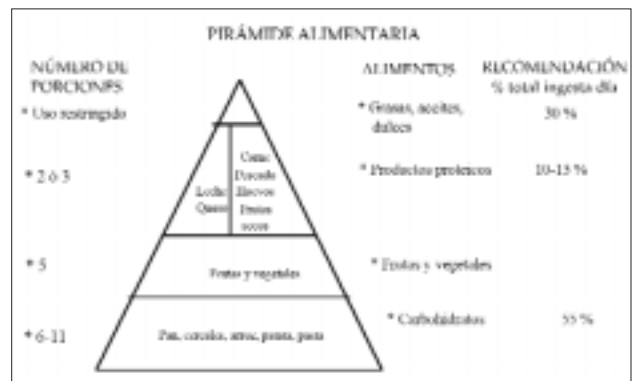 PIRÁMIDE ALIMENTARIA
NÚMERO DE
PORCIONES
ALIMENTOS
RECOMENDACIÓN
% total ingesta día
* Uso restringido
* Grasas, aceites,
dulces
30 %
* 2 ó 3
Leche
Queso
Carne
Pescado
Huevos
Frutos
secos
* Productos proteicos
10-15 %
* 5
Frutas y vegetales
* Frutas y vegetales
* 6-11
Pan, cereales, arroz, patata, pasta
* Carbohidratos
55 %